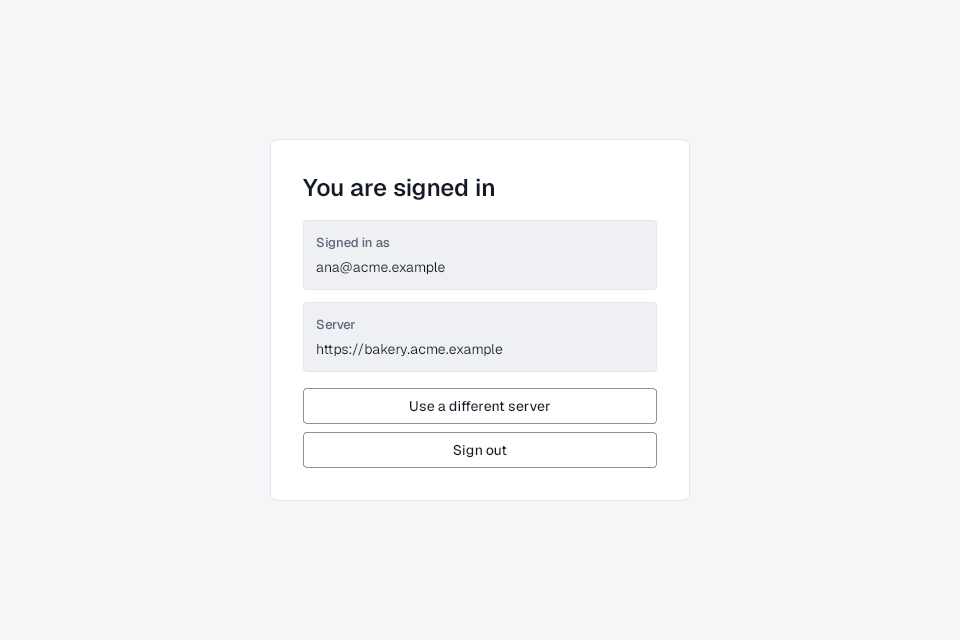 You are signed in
Signed in as
ana@acme.example
Server
https://bakery.acme.example
Use a different server
Sign out